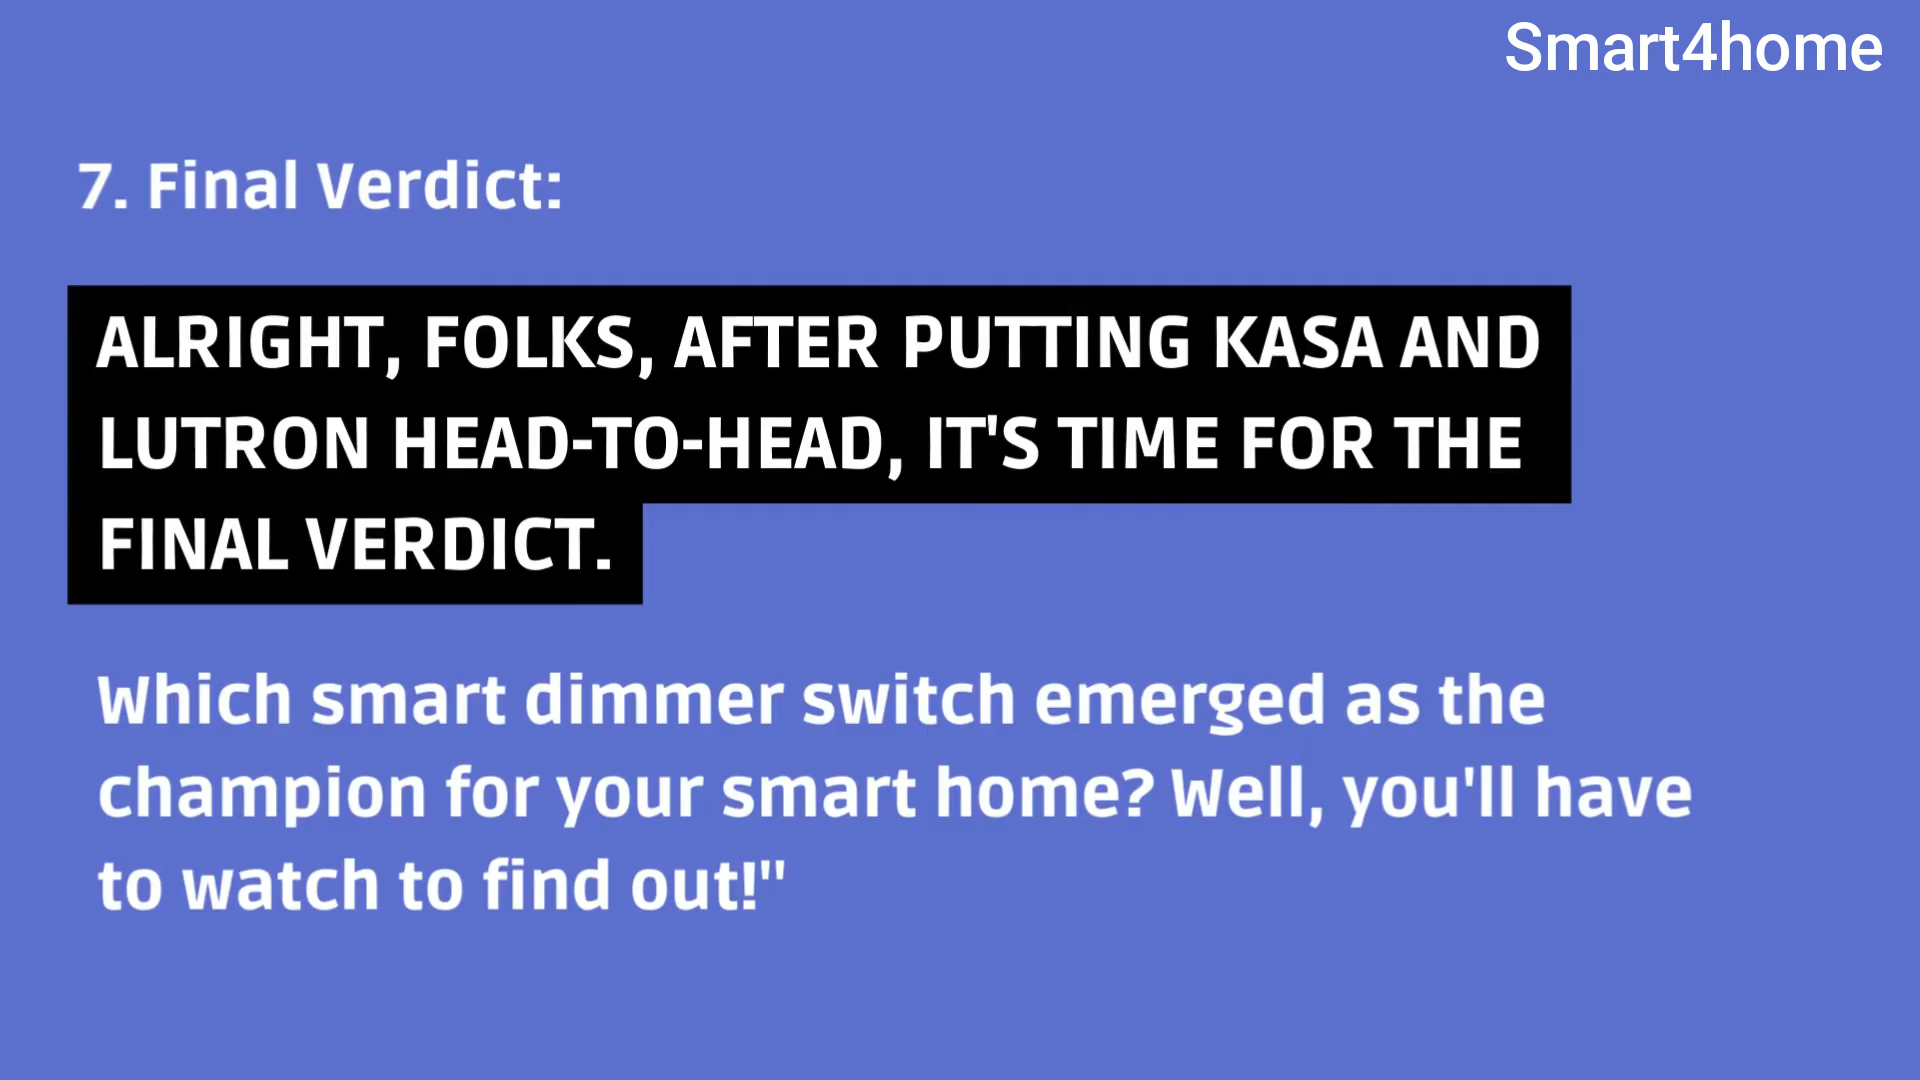 Smart4home
7. Final Verdict:
ALRIGHT, FOLKS, AFTER PUTTING KASA AND
LUTRON HEAD-TO-HEAD, IT'S TIME FOR THE
FINAL VERDICT.
Which smart dimmer switch emerged as the
champion for your smart home? Well, you'll have
to watch to find out!"